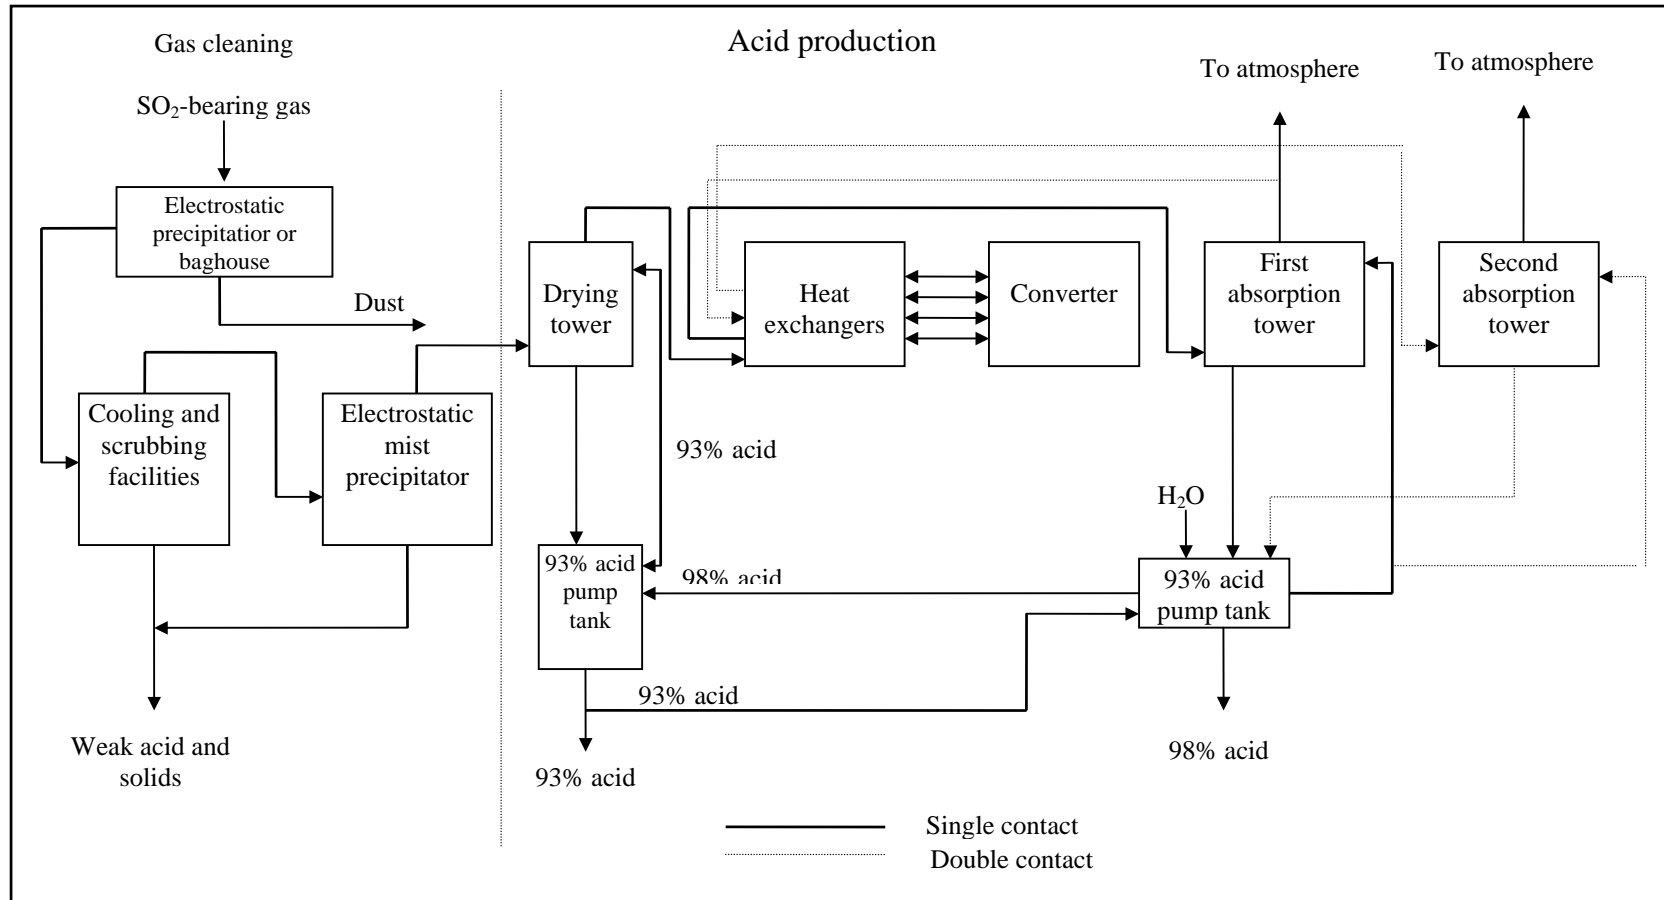 Gas cleaning
Acid production
To atmosphere
To atmosphere
SO₂-bearing gas
Electrostatic
precipitatior or
baghouse
Dust
Drying
tower
Heat
exchangers
Converter
First
absorption
tower
Second
absorption
tower
Cooling and
scrubbing
facilities
Electrostatic
mist
precipitator
93% acid
H₂O
93% acid
pump
tank
98% acid
93% acid
pump tank
93% acid
Weak acid and
solids
93% acid
98% acid
Single contact
Double contact